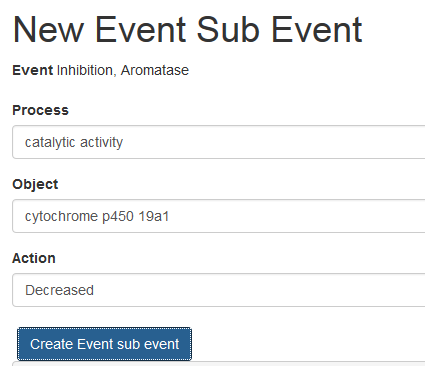 New Event Sub Event
Event Inhibition, Aromatase
Process
catalytic activity
Object
cytochrome p450 19a1
Action
Decreased
Create Event sub event